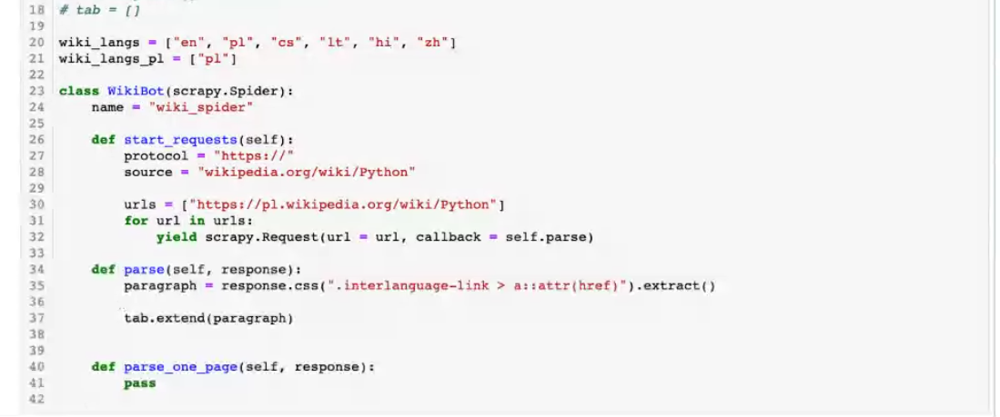 18 # tab = []
19
20 wiki_langs = ["en", "pl", "cs", "lt", "hi", "zh"]
21 wiki_langs_pl = ["pl"]
22
23 class WikiBot(scrapy.Spider):
24     name = "wiki_spider"
25
26     def start_requests(self):
27         protocol = "https://"
28         source = "wikipedia.org/wiki/Python"
29
30         urls = ["https://pl.wikipedia.org/wiki/Python"]
31         for url in urls:
32             yield scrapy.Request(url = url, callback = self.parse)
33
34     def parse(self, response):
35         paragraph = response.css(".interlanguage-link > a::attr(href)").extract()
36
37         tab.extend(paragraph)
38
39
40     def parse_one_page(self, response):
41         pass
42